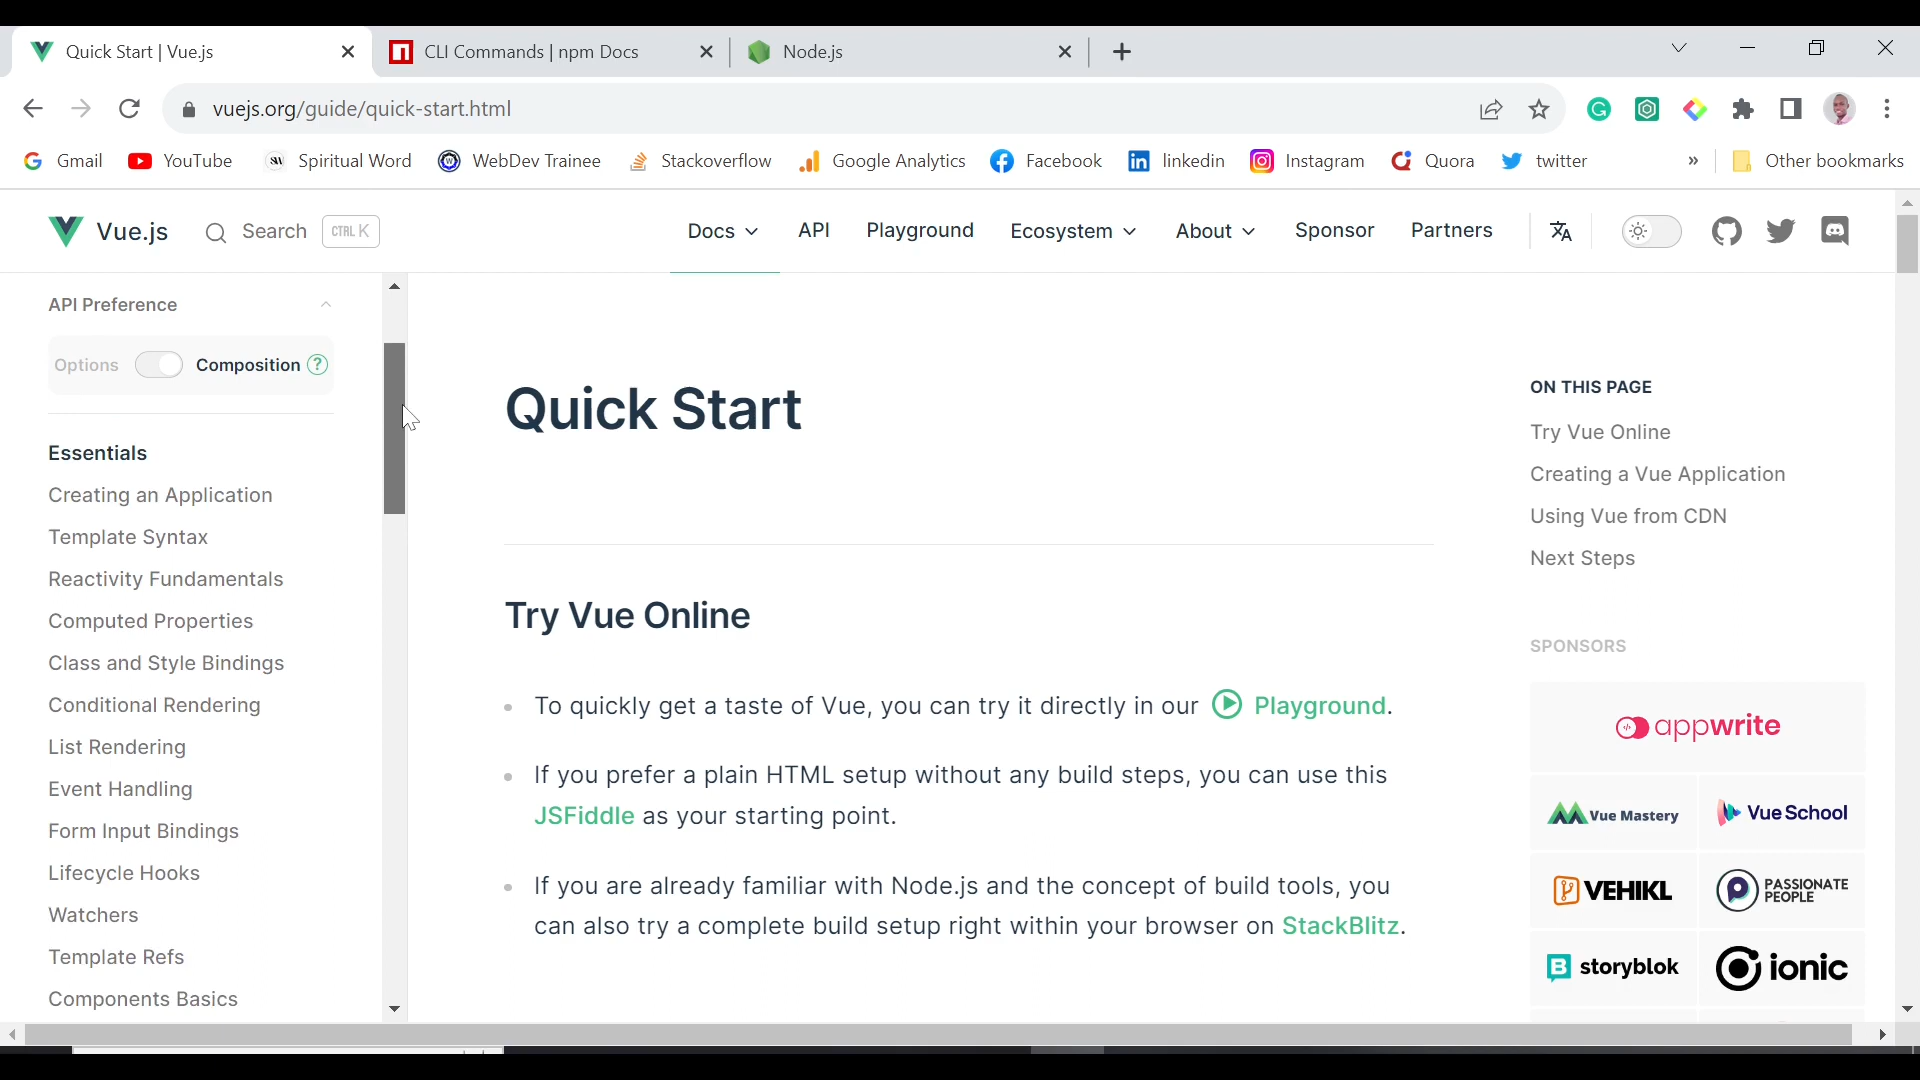 Quick Start | Vue.js
CLI Commands | npm Docs
Node.js
vuejs.org/guide/quick-start.html
Gmail YouTube Spiritual Word WebDev Trainee Stackoverflow Google Analytics Facebook linkedin Instagram Quora twitter » Other bookmarks
Vue.js Search CTRL K Docs API Playground Ecosystem About Sponsor Partners
API Preference
Options Composition ?
Essentials
Creating an Application
Template Syntax
Reactivity Fundamentals
Computed Properties
Class and Style Bindings
Conditional Rendering
List Rendering
Event Handling
Form Input Bindings
Lifecycle Hooks
Watchers
Template Refs
Components Basics
Quick Start
Try Vue Online
To quickly get a taste of Vue, you can try it directly in our Playground.
If you prefer a plain HTML setup without any build steps, you can use this
JSFiddle as your starting point.
If you are already familiar with Node.js and the concept of build tools, you
can also try a complete build setup right within your browser on StackBlitz.
ON THIS PAGE
Try Vue Online
Creating a Vue Application
Using Vue from CDN
Next Steps
SPONSORS
appwrite
Vue Mastery
Vue School
VEHIKL
PASSIONATE
PEOPLE
storyblok
ionic